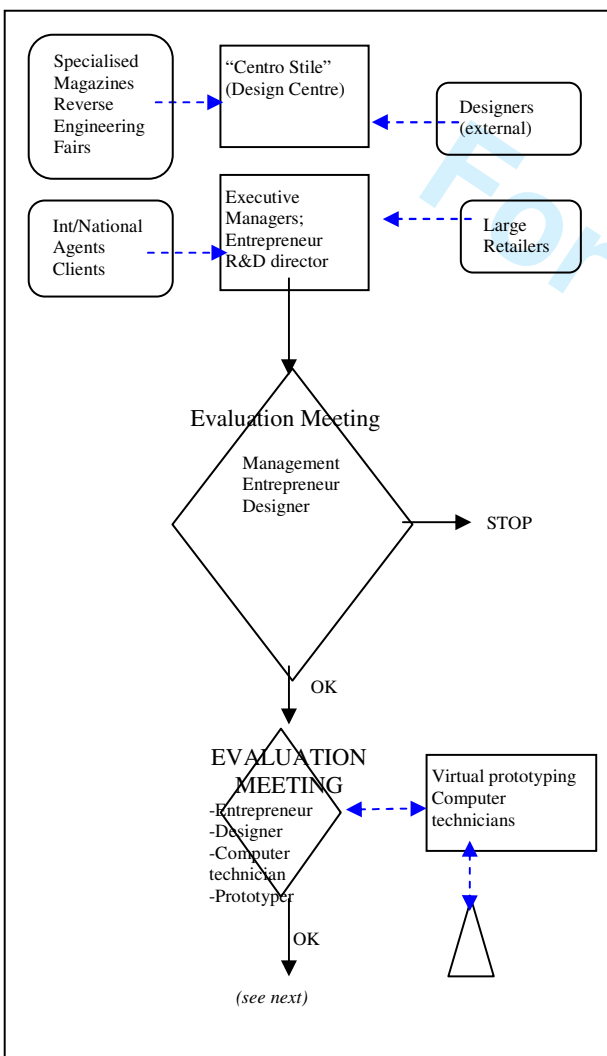 Specialised
Magazines
Reverse
Engineering
Fairs
“Centro Stile”
(Design Centre)
Designers
(external)
Int/National
Agents
Clients
Executive
Managers;
Entrepreneur
R&D director
Large
Retailers
For
Evaluation Meeting
Management
Entrepreneur
Designer
STOP
OK
EVALUATION
MEETING
-Entrepreneur
-Designer
-Computer
technician
-Prototyper
Virtual prototyping
Computer
technicians
OK
(see next)